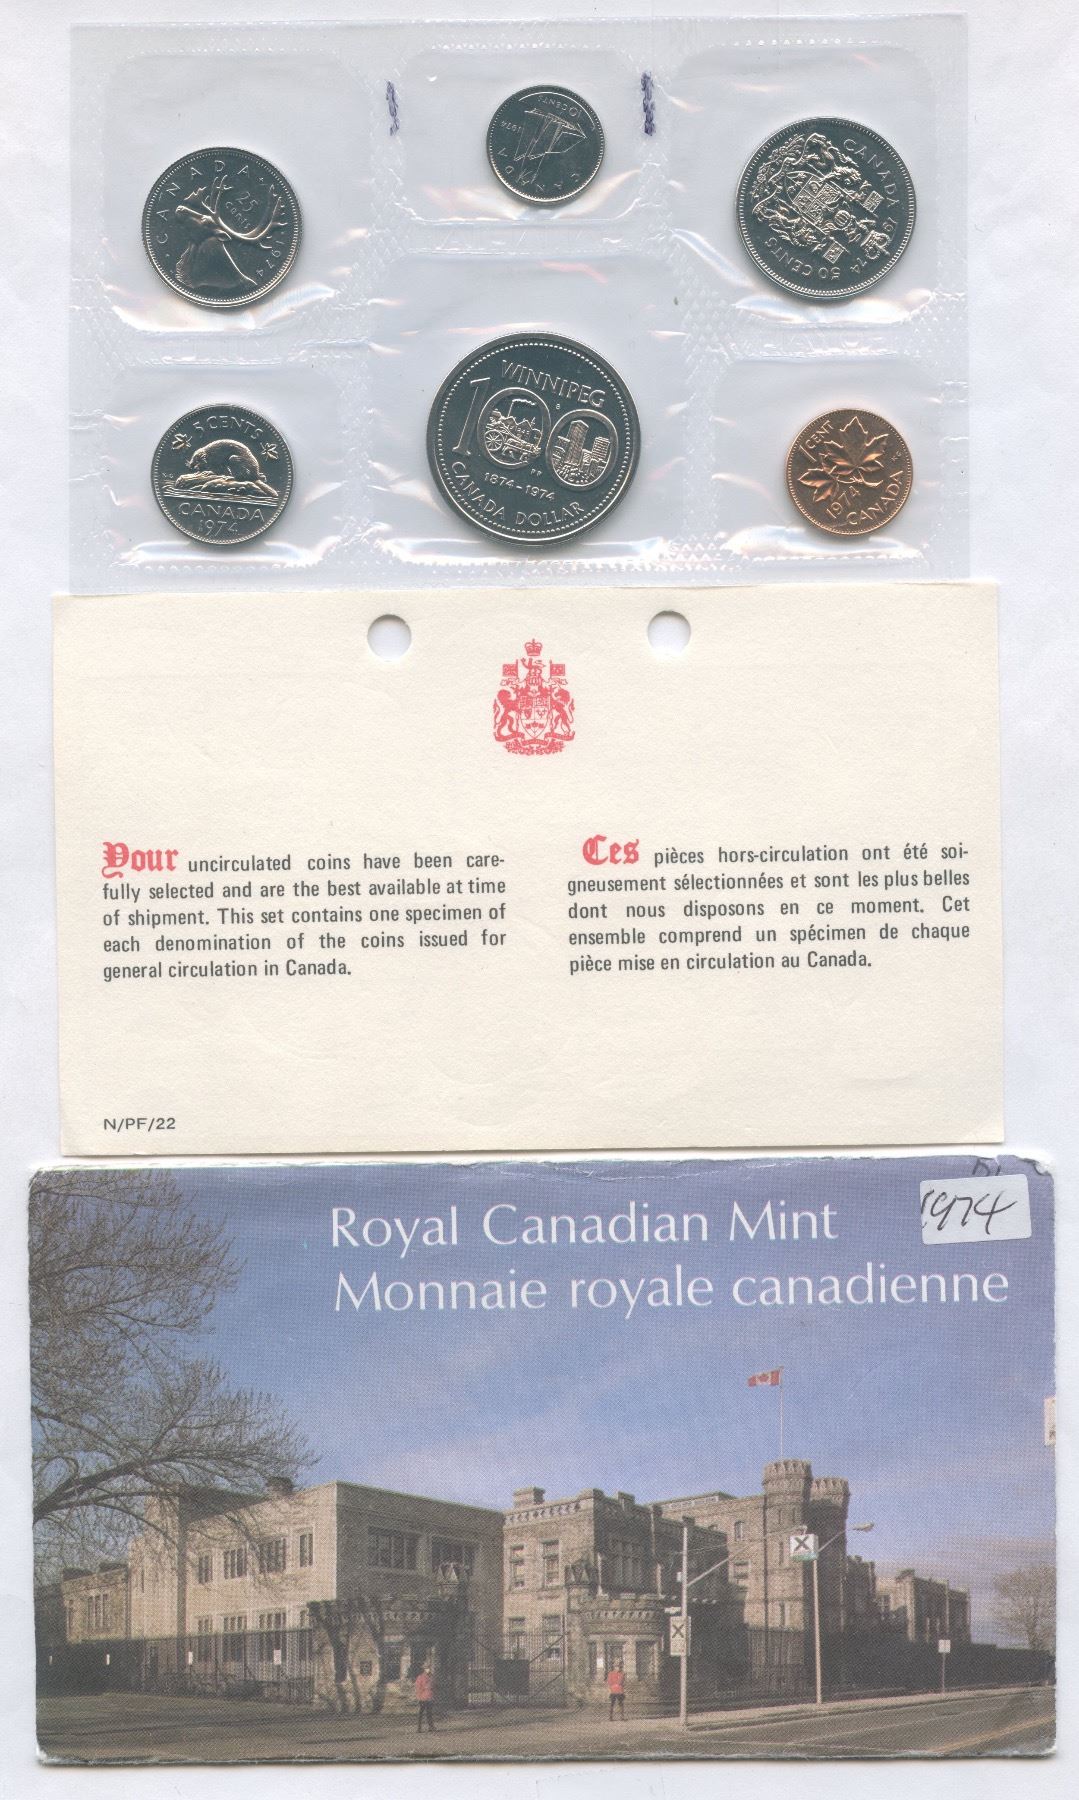 CANADA
25
CENTS
1974
CANADA
1974
10 CENTS
CANADA 1974
50 CENTS
5 CENTS
KG
CANADA
1974
WINNIPEG
100
B
PP
1874-1974
CANADA DOLLAR
1 CENT
KG
1974
CANADA
Your uncirculated coins have been care-
fully selected and are the best available at time
of shipment. This set contains one specimen of
each denomination of the coins issued for
general circulation in Canada.
Ces pièces hors-circulation ont été soi-
gneusement sélectionnées et sont les plus belles
dont nous disposons en ce moment. Cet
ensemble comprend un spécimen de chaque
pièce mise en circulation au Canada.
N/PF/22
Royal Canadian Mint
Monnaie royale canadienne
1974